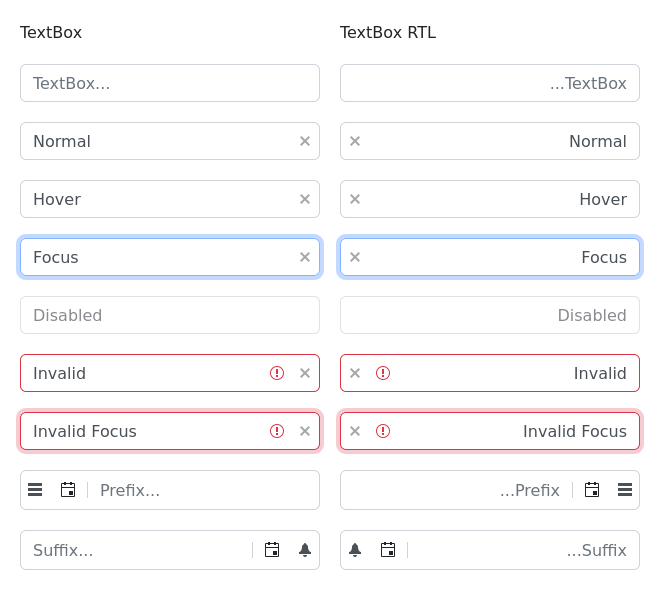 TextBox
TextBox...
Normal
Hover
Focus
Disabled
Invalid
Invalid Focus
Prefix...
Suffix...
TextBox RTL
...TextBox
Normal
Hover
Focus
Disabled
Invalid
Invalid Focus
...Prefix
...Suffix